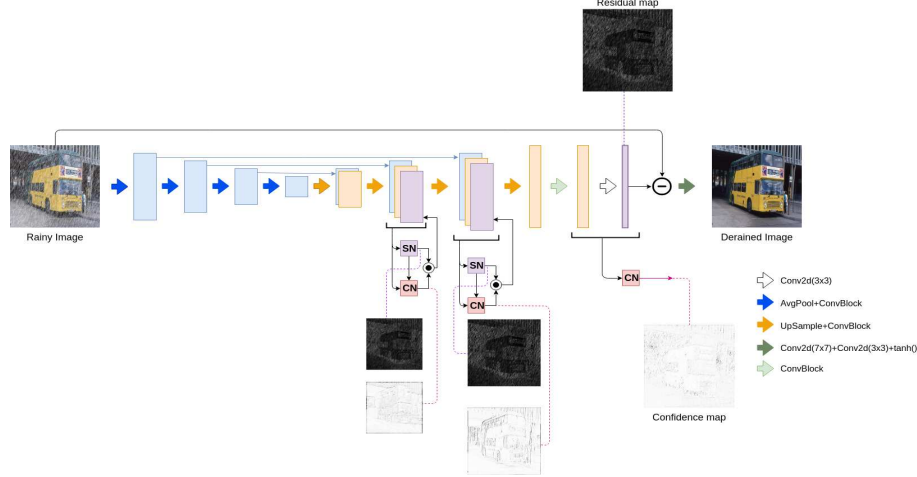 Residual map
Rainy Image
Derained Image
SN
CN
SN
CN
CN
Confidence map
Conv2d(3x3)
AvgPool+ConvBlock
UpSample+ConvBlock
Conv2d(7x7)+Conv2d(3x3)+tanh()
ConvBlock